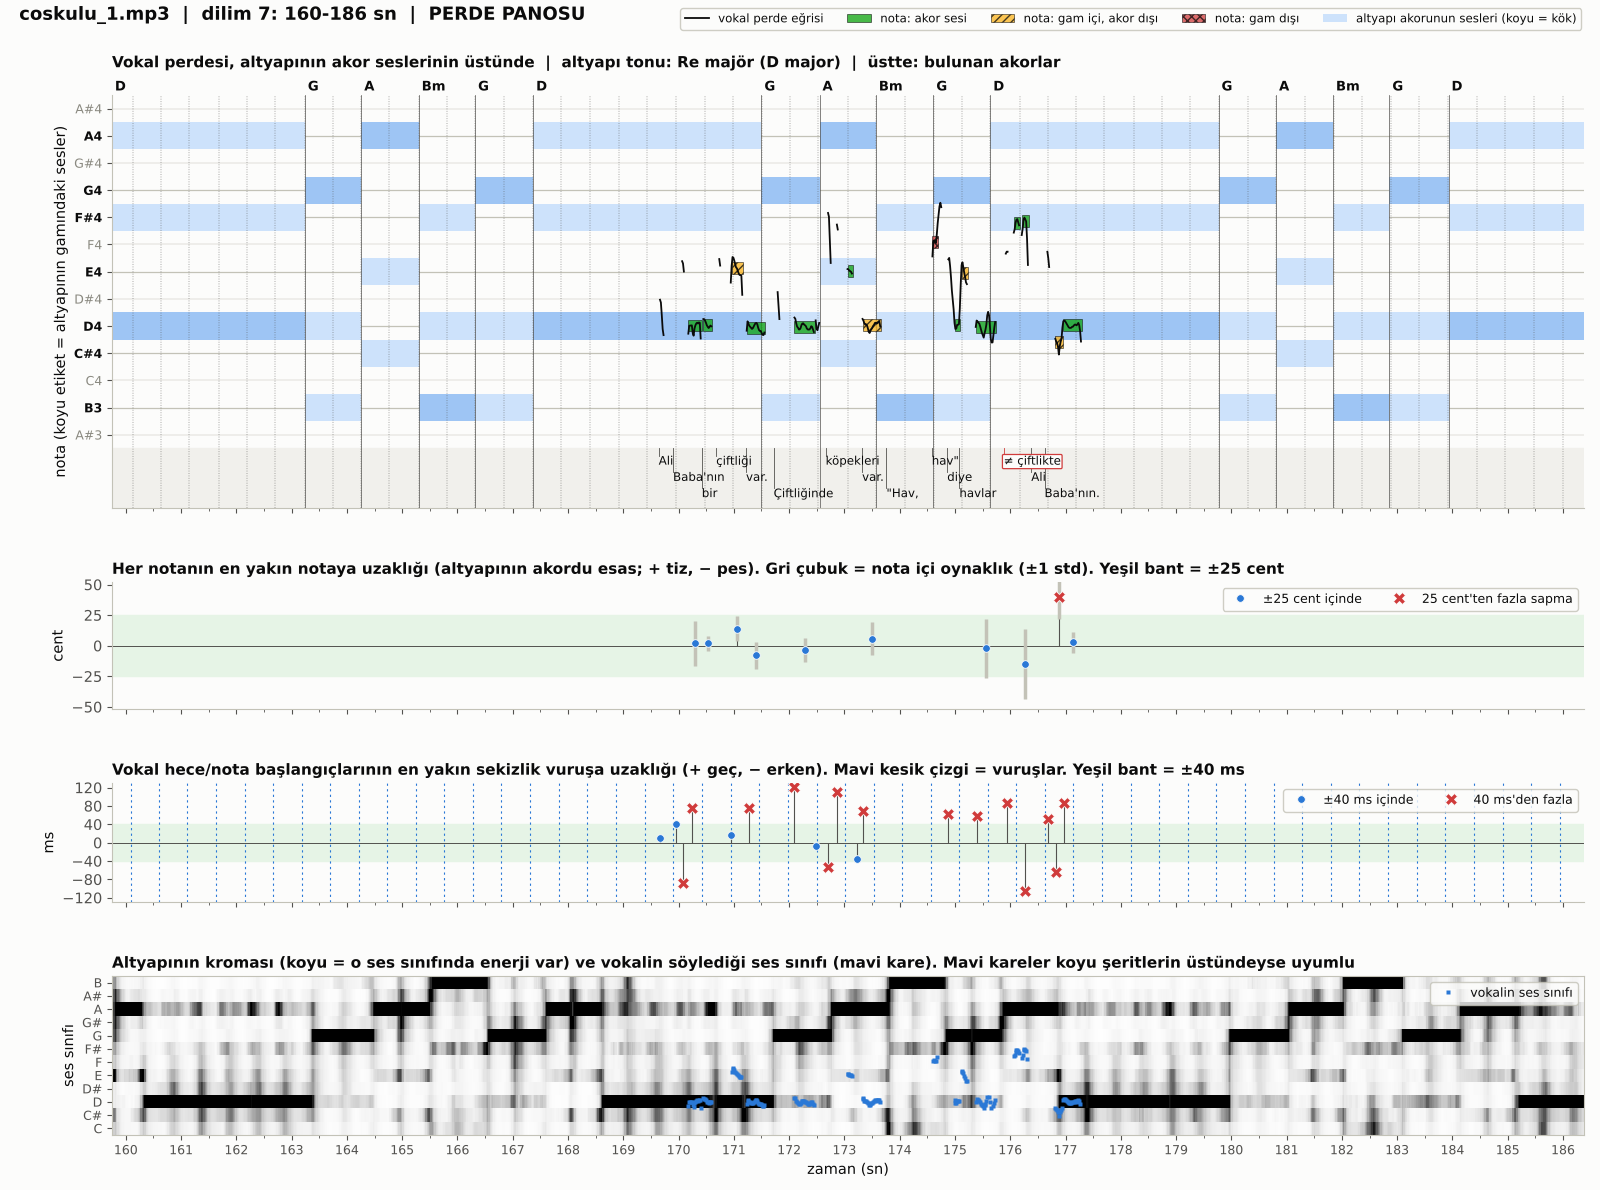 coskulu_1.mp3 | dilim 7: 160-186 sn | PERDE PANOSU
vokal perde eğrisi nota: akor sesi nota: gam içi, akor dışı nota: gam dışı altyapı akorunun sesleri (koyu = kök)
Vokal perdesi, altyapının akor seslerinin üstünde | altyapı tonu: Re majör (D major) | üstte: bulunan akorlar
D G A Bm G D G A Bm G D G A Bm G D
nota (koyu etiket = altyapının gamındaki sesler)
A#4
A4
G#4
G4
F#4
F4
E4
D#4
D4
C#4
C4
B3
A#3
Ali çiftliği köpekleri hav" ≠ çiftlikte
Baba'nın var. var. diye Ali
bir Çiftliğinde "Hav, havlar Baba'nın.
Her notanın en yakın notaya uzaklığı (altyapının akordu esas; + tiz, − pes). Gri çubuk = nota içi oynaklık (±1 std). Yeşil bant = ±25 cent
±25 cent içinde 25 cent'ten fazla sapma
cent
50
25
0
−25
−50
Vokal hece/nota başlangıçlarının en yakın sekizlik vuruşa uzaklığı (+ geç, − erken). Mavi kesik çizgi = vuruşlar. Yeşil bant = ±40 ms
±40 ms içinde 40 ms'den fazla
ms
120
80
40
0
−40
−80
−120
Altyapının kroması (koyu = o ses sınıfında enerji var) ve vokalin söylediği ses sınıfı (mavi kare). Mavi kareler koyu şeritlerin üstündeyse uyumlu
vokalin ses sınıfı
ses sınıfı
B
A#
A
G#
G
F#
F
E
D#
D
C#
C
160 161 162 163 164 165 166 167 168 169 170 171 172 173 174 175 176 177 178 179 180 181 182 183 184 185 186
zaman (sn)